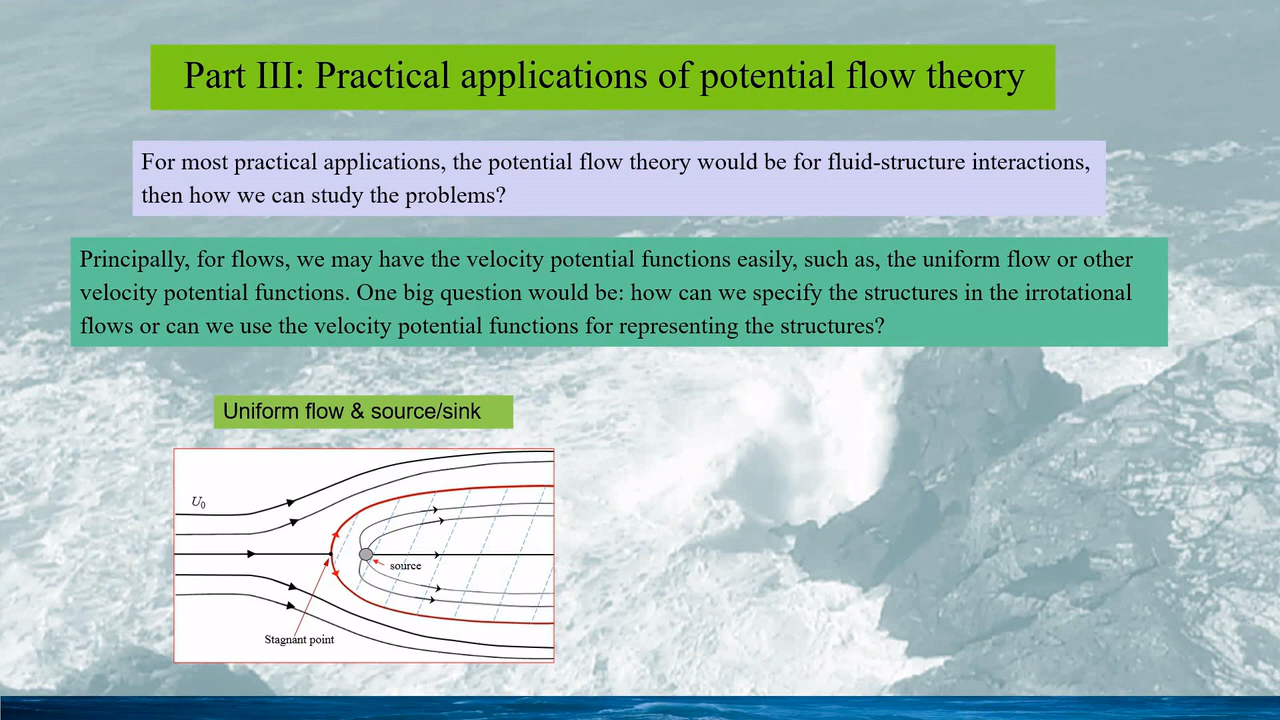 Part III: Practical applications of potential flow theory
For most practical applications, the potential flow theory would be for fluid-structure interactions,
then how we can study the problems?
Principally, for flows, we may have the velocity potential functions easily, such as, the uniform flow or other
velocity potential functions. One big question would be: how can we specify the structures in the irrotational
flows or can we use the velocity potential functions for representing the structures?
Uniform flow & source/sink
U0
source
Stagnant point